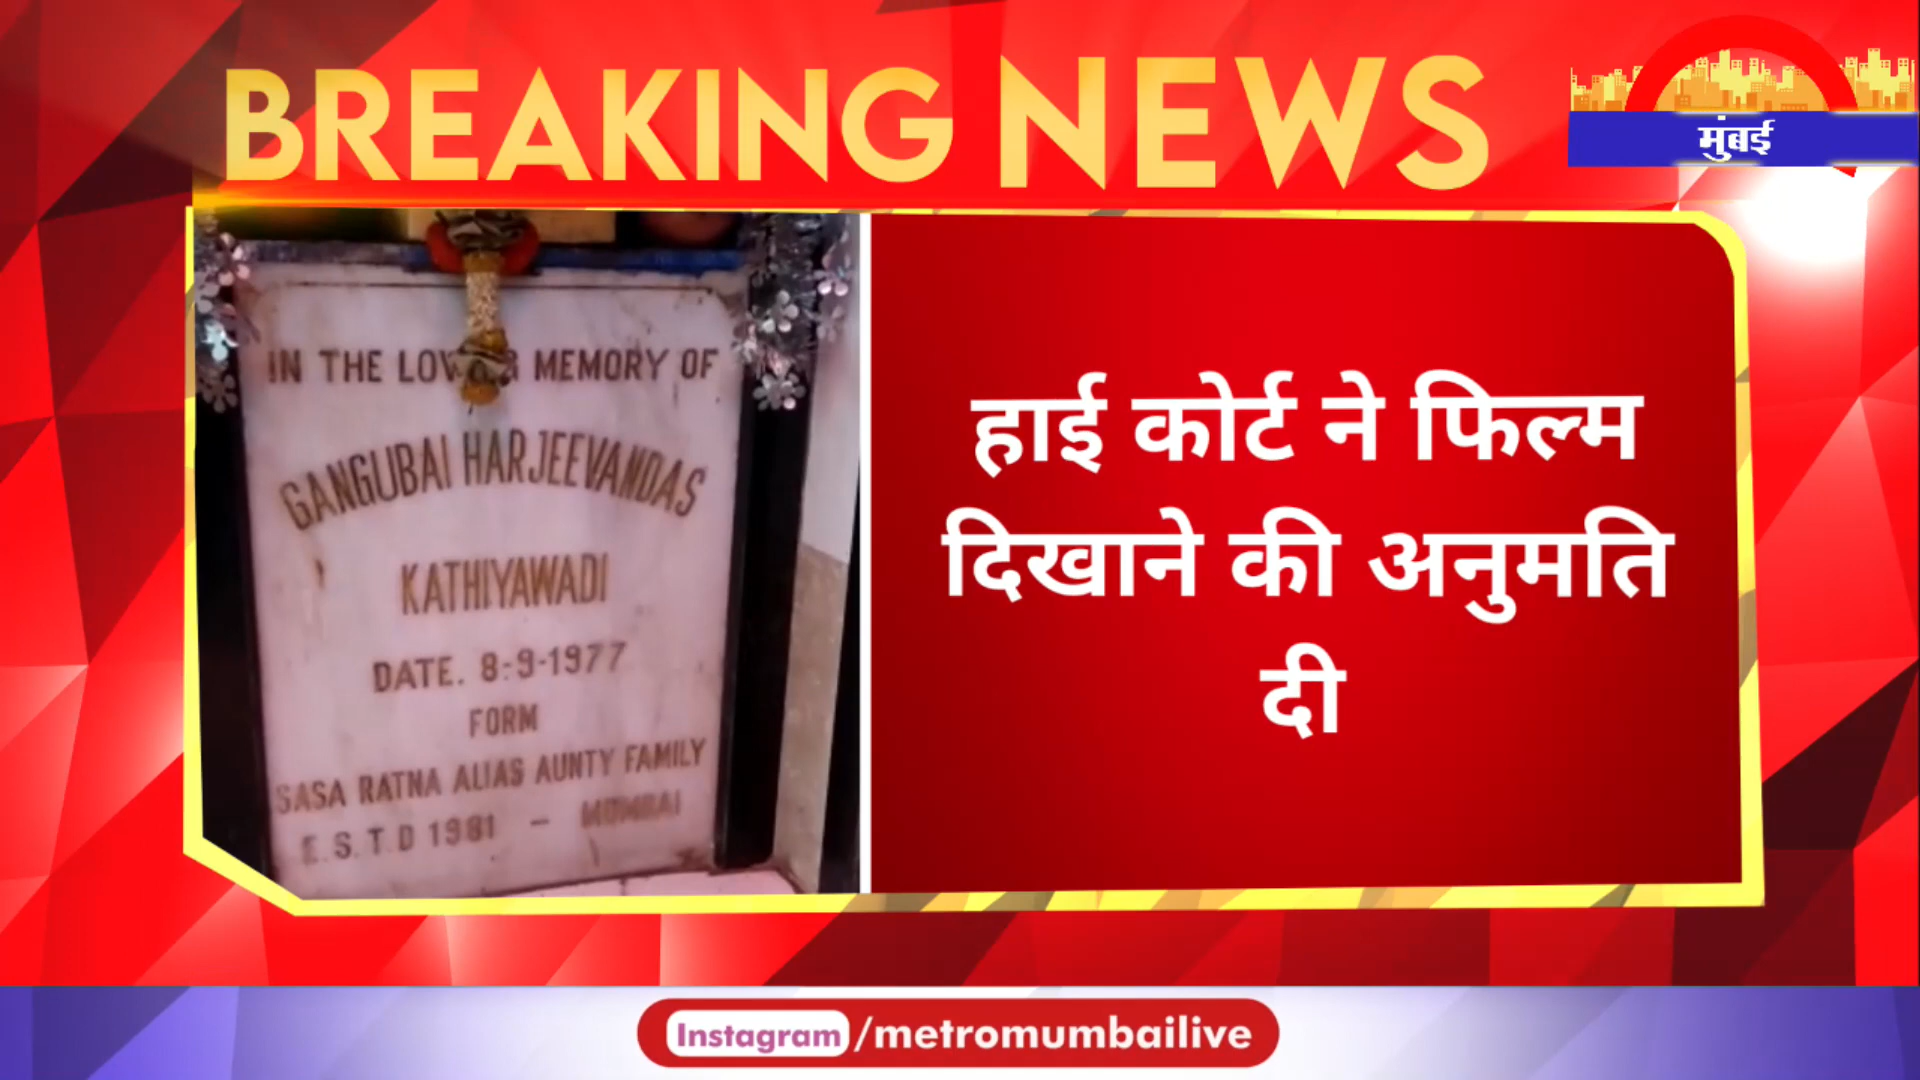 BREAKING NEWS
मुंबई
IN THE LOVING MEMORY OF
GANGUBAI HARJEEVANDAS
KATHIYAWADI
DATE. 8-9-1977
FORM
SASA RATNA ALIAS AUNTY FAMILY
E.S.T.D 1981 – MUMBAI
हाई कोर्ट ने फिल्म
दिखाने की अनुमति
दी
Instagram/metromumbailive